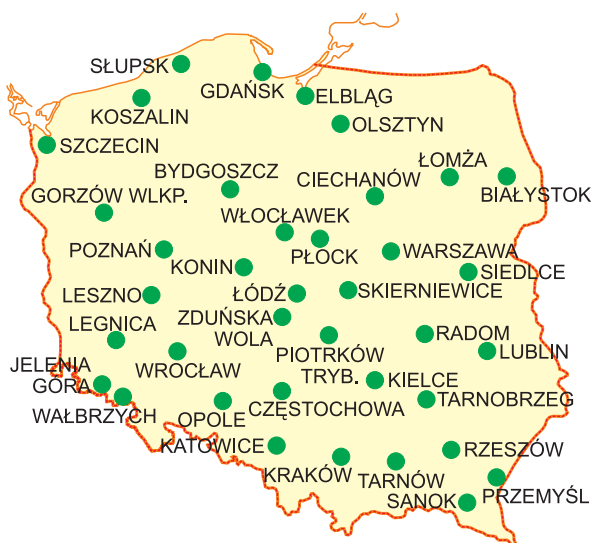 SŁUPSK
GDAŃSK
ELBLĄG
KOSZALIN
OLSZTYN
SZCZECIN
ŁOMŻA
BYDGOSZCZ
CIECHANÓW
BIAŁYSTOK
GORZÓW WLKP.
WŁOCŁAWEK
POZNAŃ
PŁOCK
WARSZAWA
KONIN
SIEDLCE
LESZNO
ŁÓDŹ
SKIERNIEWICE
LEGNICA
ZDUŃSKA
WOLA
RADOM
PIOTRKÓW
TRYB.
LUBLIN
JELENIA
GÓRA
WROCŁAW
KIELCE
WAŁBRZYCH
OPOLE
CZĘSTOCHOWA
TARNOBRZEG
KATOWICE
RZESZÓW
KRAKÓW
TARNÓW
SANOK
PRZEMYŚL